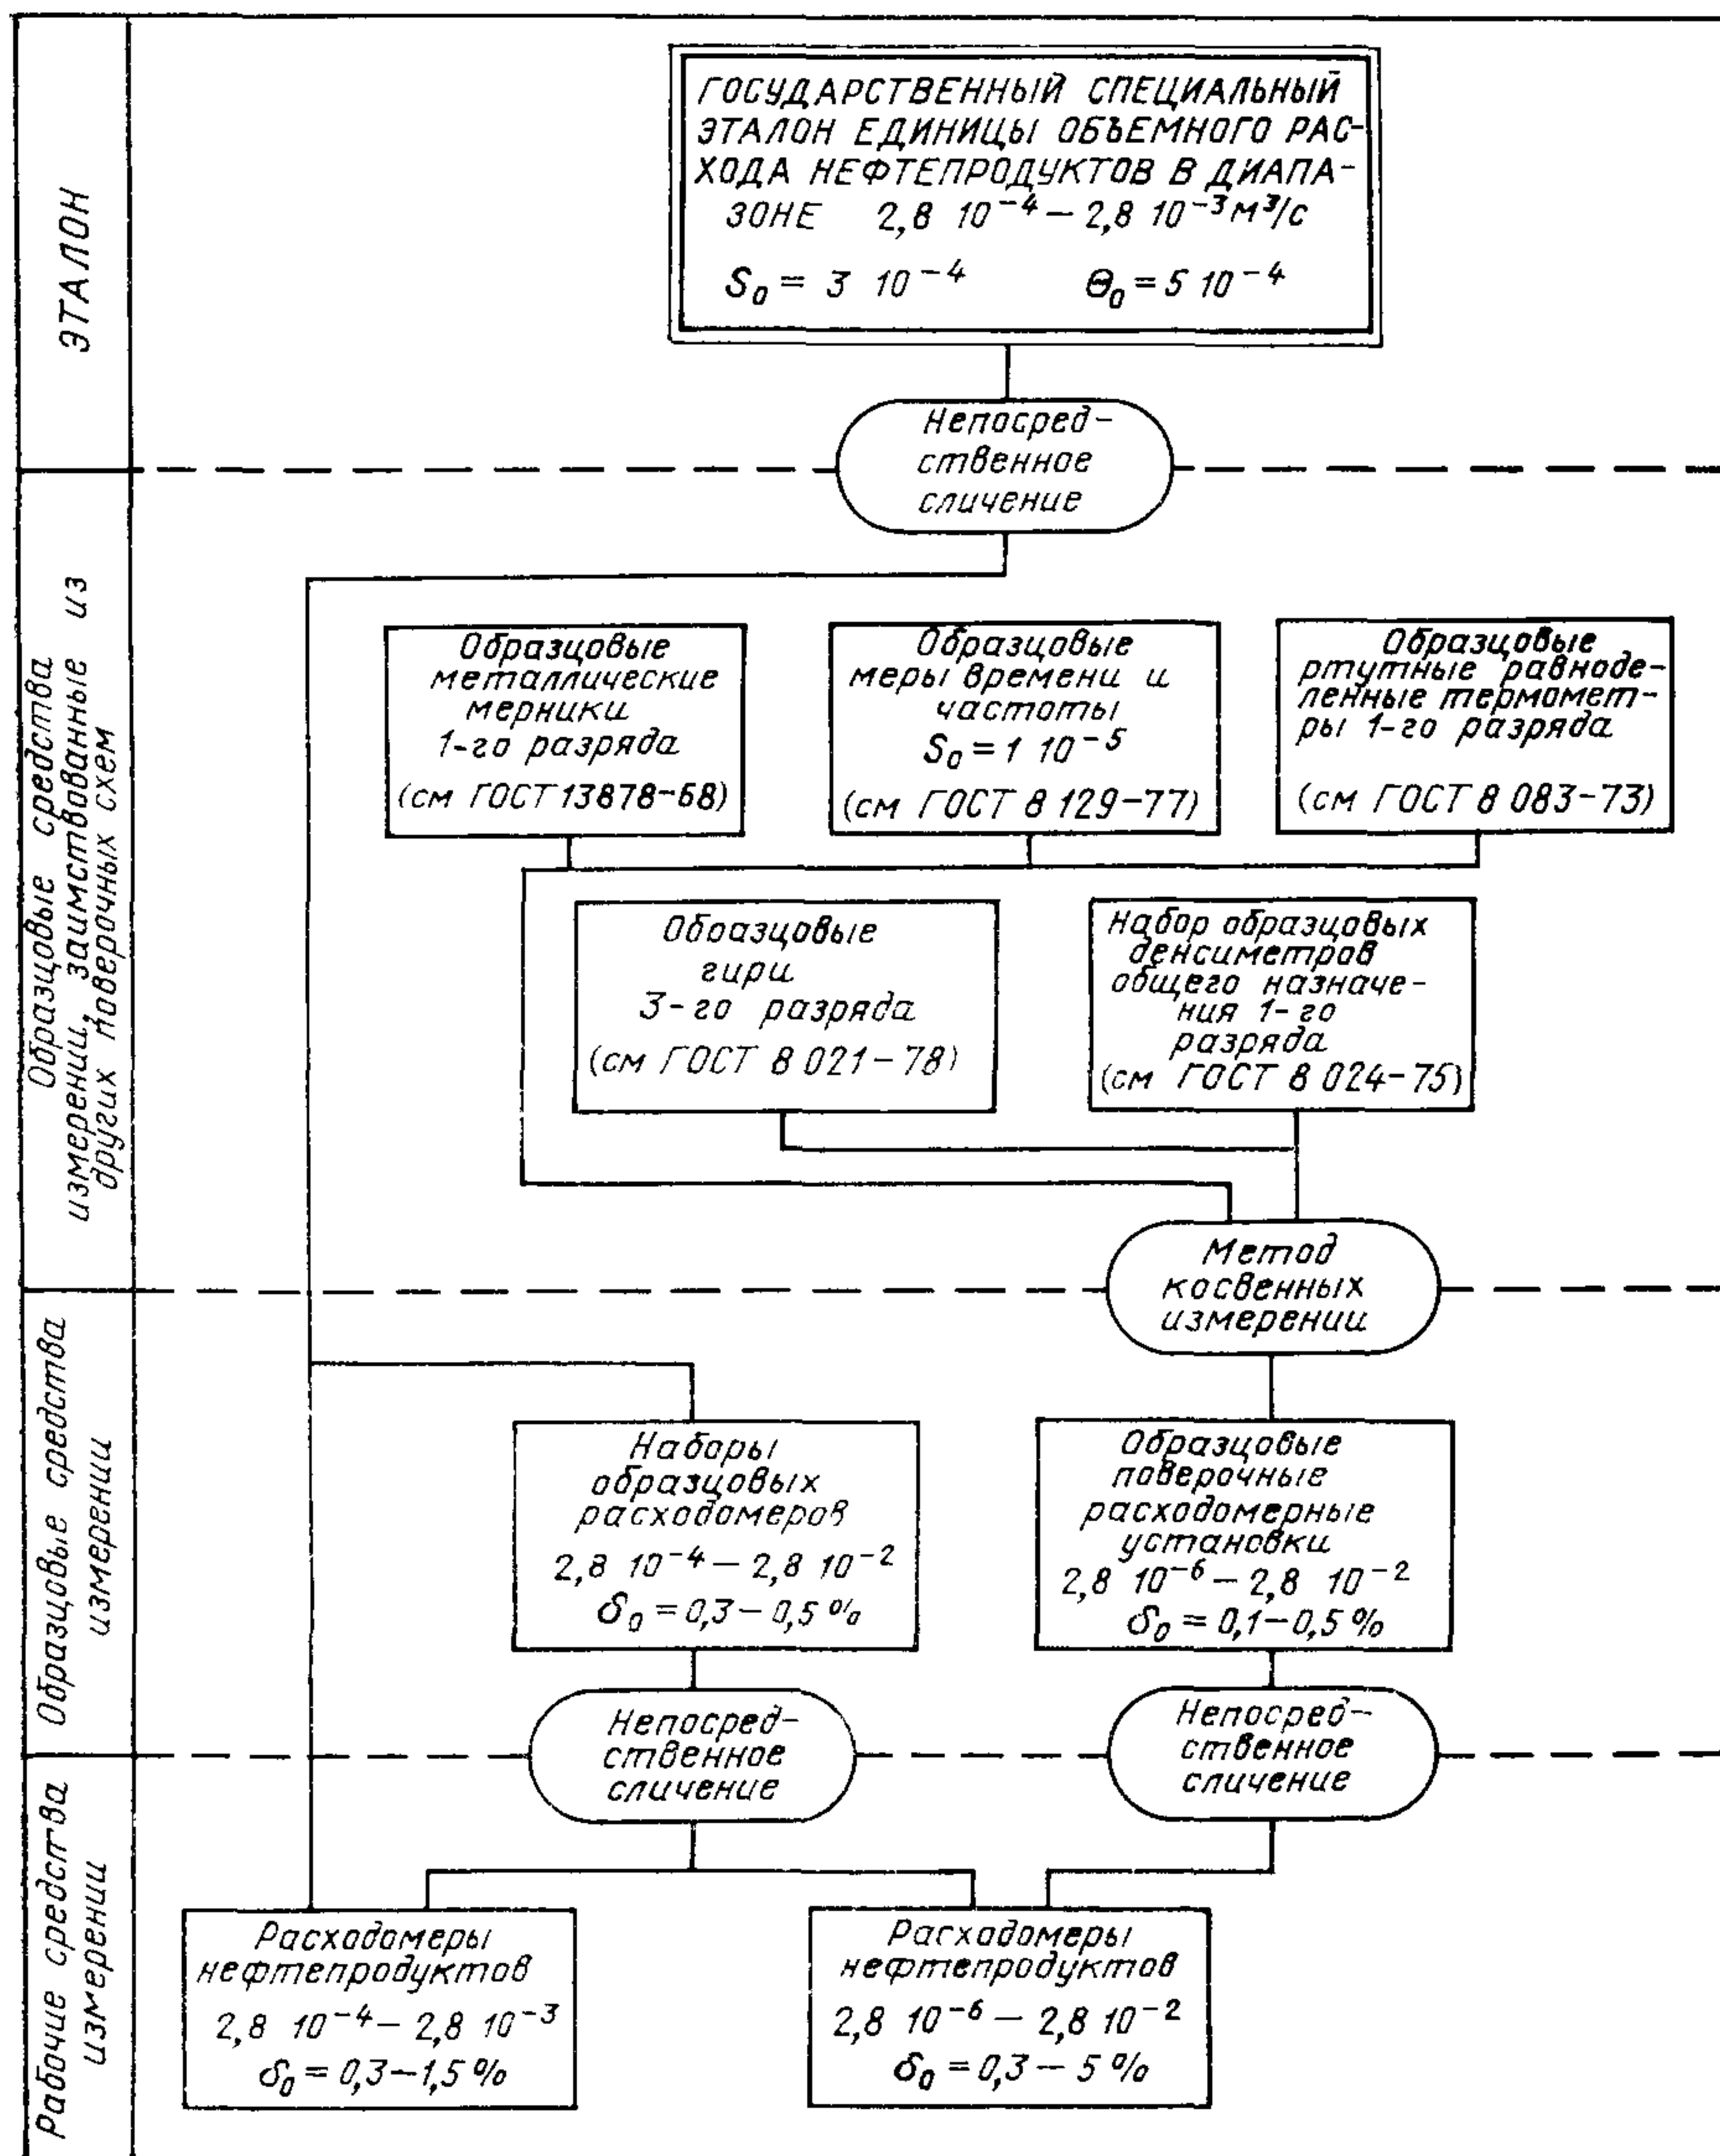 ЭТАЛОН
ГОСУДАРСТВЕННЫЙ СПЕЦИАЛЬНЫЙ
ЭТАЛОН ЕДИНИЦЫ ОБЪЕМНОГО РАС-
ХОДА НЕФТЕПРОДУКТОВ В ДИАПА-
ЗОНЕ 2,8 10⁻⁴ — 2,8 10⁻³ м³/с
S₀ = 3 10⁻⁴ Θ₀ = 5 10⁻⁴
Непосред-
ственное
сличение
Образцовые средства
измерении, заимствованные из
других поверочных схем
Образцовые
металлические
мерники
1-го разряда
(см ГОСТ 13878-68)
Образцовые
меры времени и
частоты
S₀ = 1 10⁻⁵
(см ГОСТ 8 129-77)
Образцовые
ртутные равноде-
ленные термомет-
ры 1-го разряда
(см ГОСТ 8 083-73)
Образцовые
гири
3-го разряда
(см ГОСТ 8 021-78)
Набор образцовых
денсиметров
общего назначе-
ния 1-го
разряда
(см ГОСТ 8 024-75)
Метод
косвенных
измерении
Образцовые средства
измерении
Наборы
образцовых
расходомеров
2,8 10⁻⁴ — 2,8 10⁻²
δ₀ = 0,3 — 0,5 %
Образцовые
поверочные
расходомерные
установки
2,8 10⁻⁶ — 2,8 10⁻²
δ₀ = 0,1 — 0,5 %
Непосред-
ственное
сличение
Непосред-
ственное
сличение
Рабочие средства
измерении
Расходомеры
нефтепродуктов
2,8 10⁻⁴ — 2,8 10⁻³
δ₀ = 0,3 — 1,5 %
Расходомеры
нефтепродуктов
2,8 10⁻⁶ — 2,8 10⁻²
δ₀ = 0,3 — 5 %